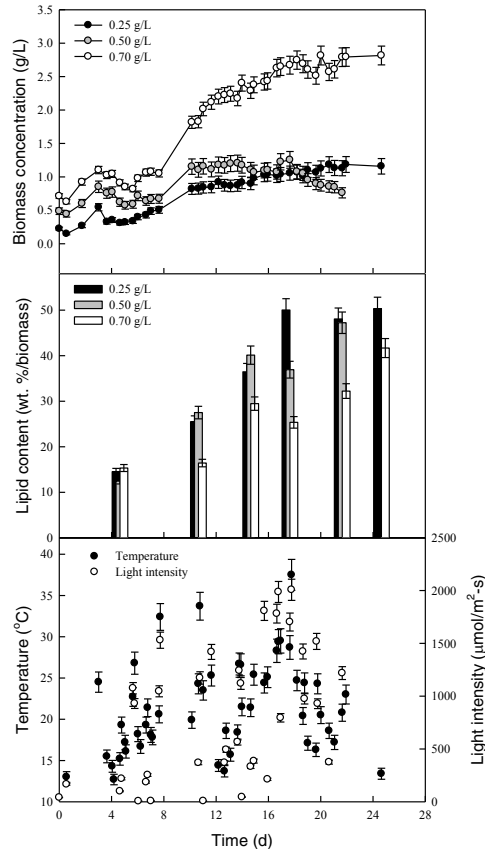 0.25 g/L
0.50 g/L
0.70 g/L
3.5
3.0
2.5
2.0
1.5
1.0
0.5
0.0
Biomass concentration (g/L)
0.25 g/L
0.50 g/L
0.70 g/L
50
40
30
20
10
0
Lipid content (wt. %/biomass)
Temperature
Light intensity
40
35
30
25
20
15
10
Temperature (°C)
2500
2000
1500
1000
500
0
Light intensity (μmol/m²-s)
0 4 8 12 16 20 24 28
Time (d)